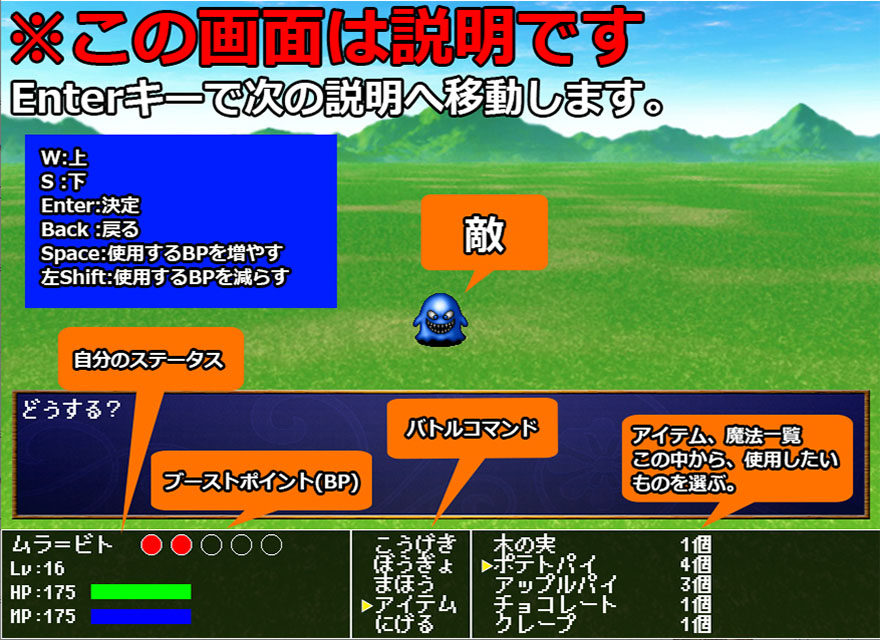 ※この画面は説明です
Enterキーで次の説明へ移動します。
W:上
S :下
Enter:決定
Back :戻る
Space:使用するBPを増やす
左Shift:使用するBPを減らす
敵
自分のステータス
どうする?
バトルコマンド
アイテム、魔法一覧
この中から、使用したい
ものを選ぶ。
ブーストポイント(BP)
ムラ=ビト
Lv:16
HP:175
MP:175
こうげき
ぼうぎょ
まほう
アイテム
にげる
木の実 1個
ポテトパイ 4個
アップルパイ 3個
チョコレート 1個
クレープ 1個